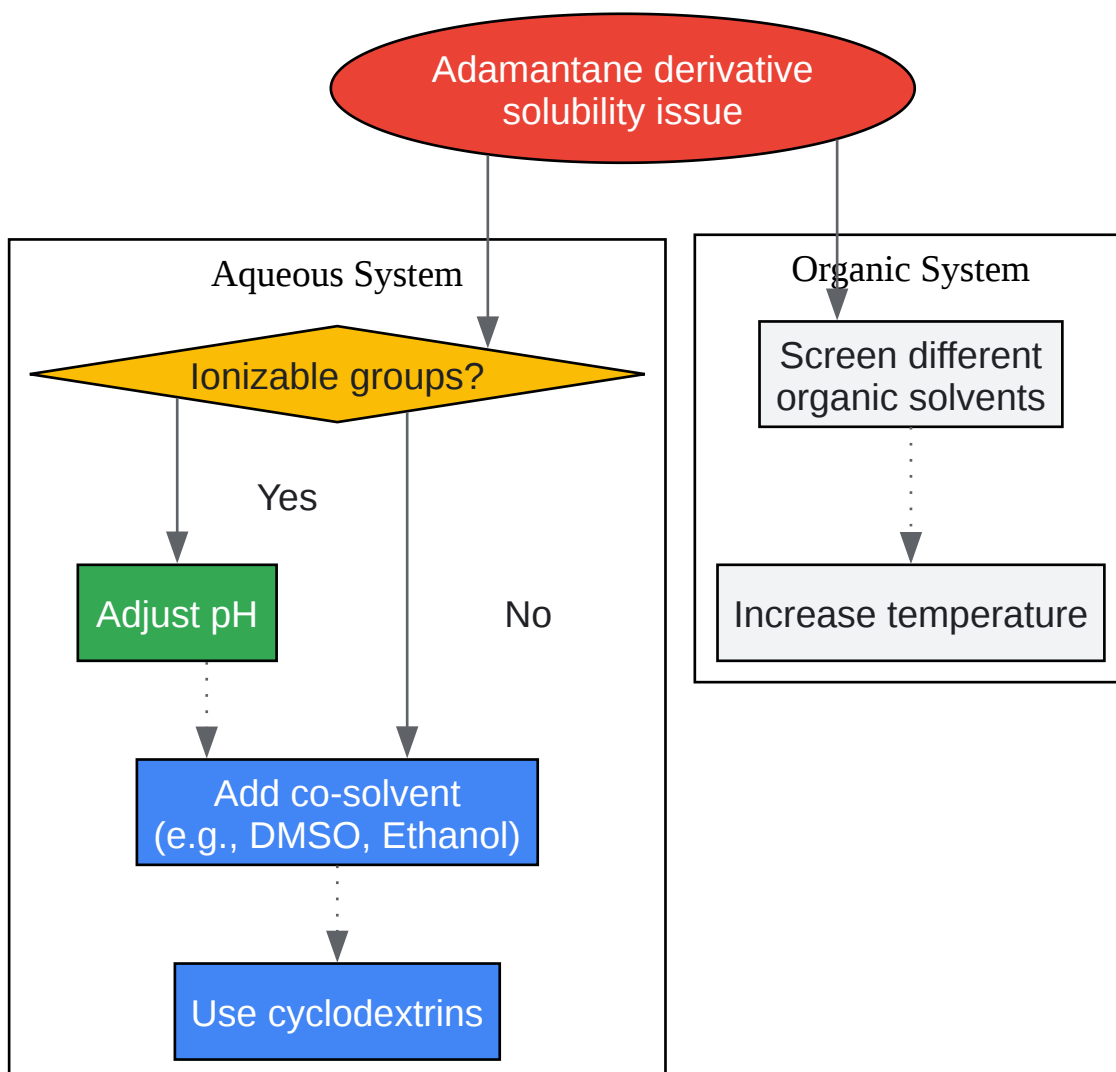 Adamantane derivative
solubility issue
Aqueous System
Ionizable groups?
Yes
No
Adjust pH
Add co-solvent
(e.g., DMSO, Ethanol)
Use cyclodextrins
Organic System
Screen different
organic solvents
Increase temperature